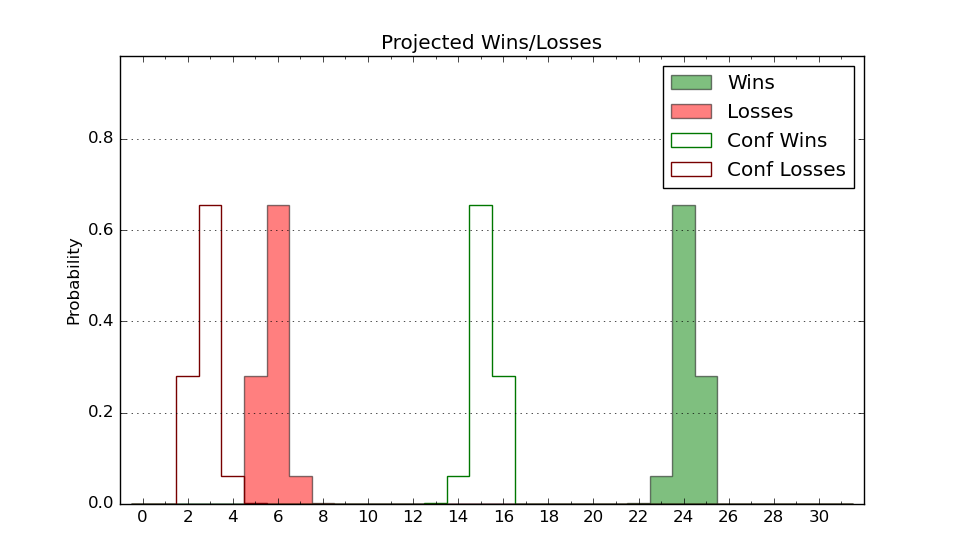 Projected Wins/Losses
Wins
Losses
Conf Wins
Conf Losses
Probability
0.8
0.6
0.4
0.2
0.0
0 2 4 6 8 10 12 14 16 18 20 22 24 26 28 30